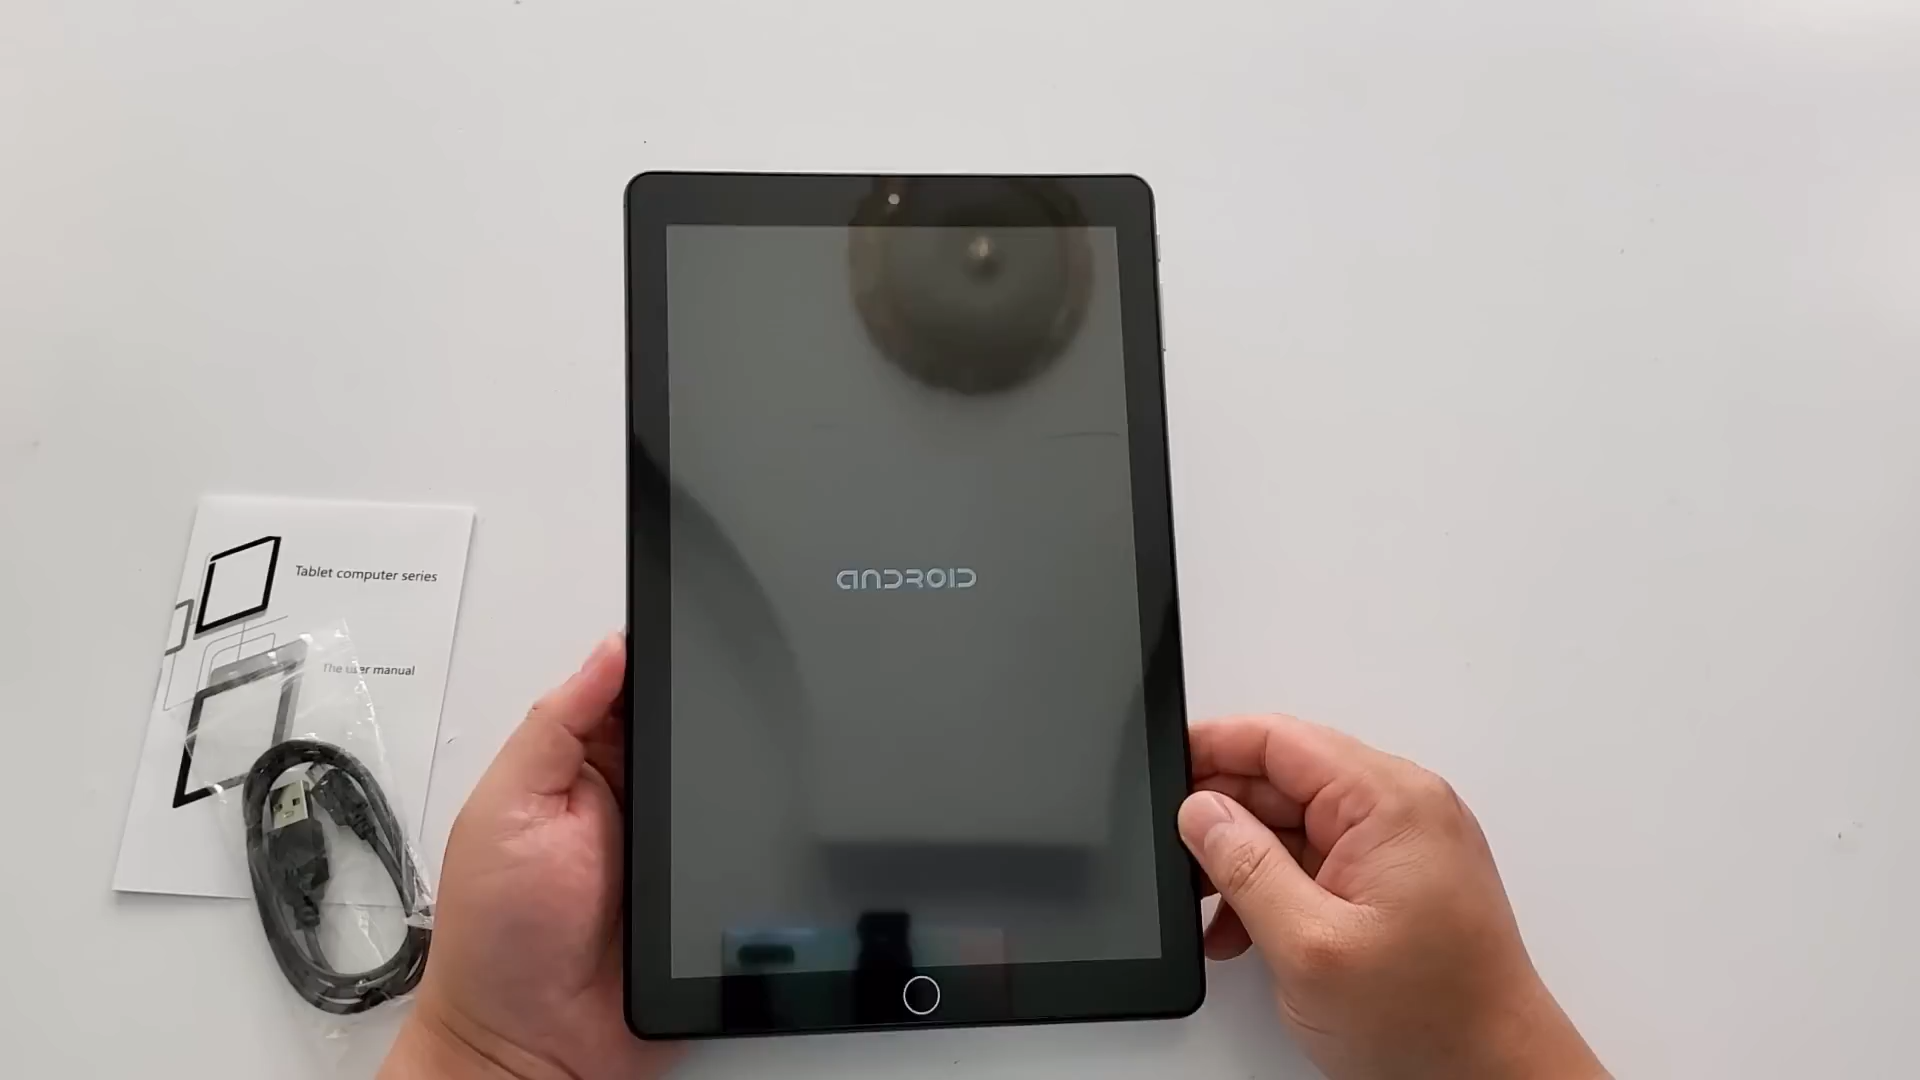 Tablet computer series
The user manual
ANDROID